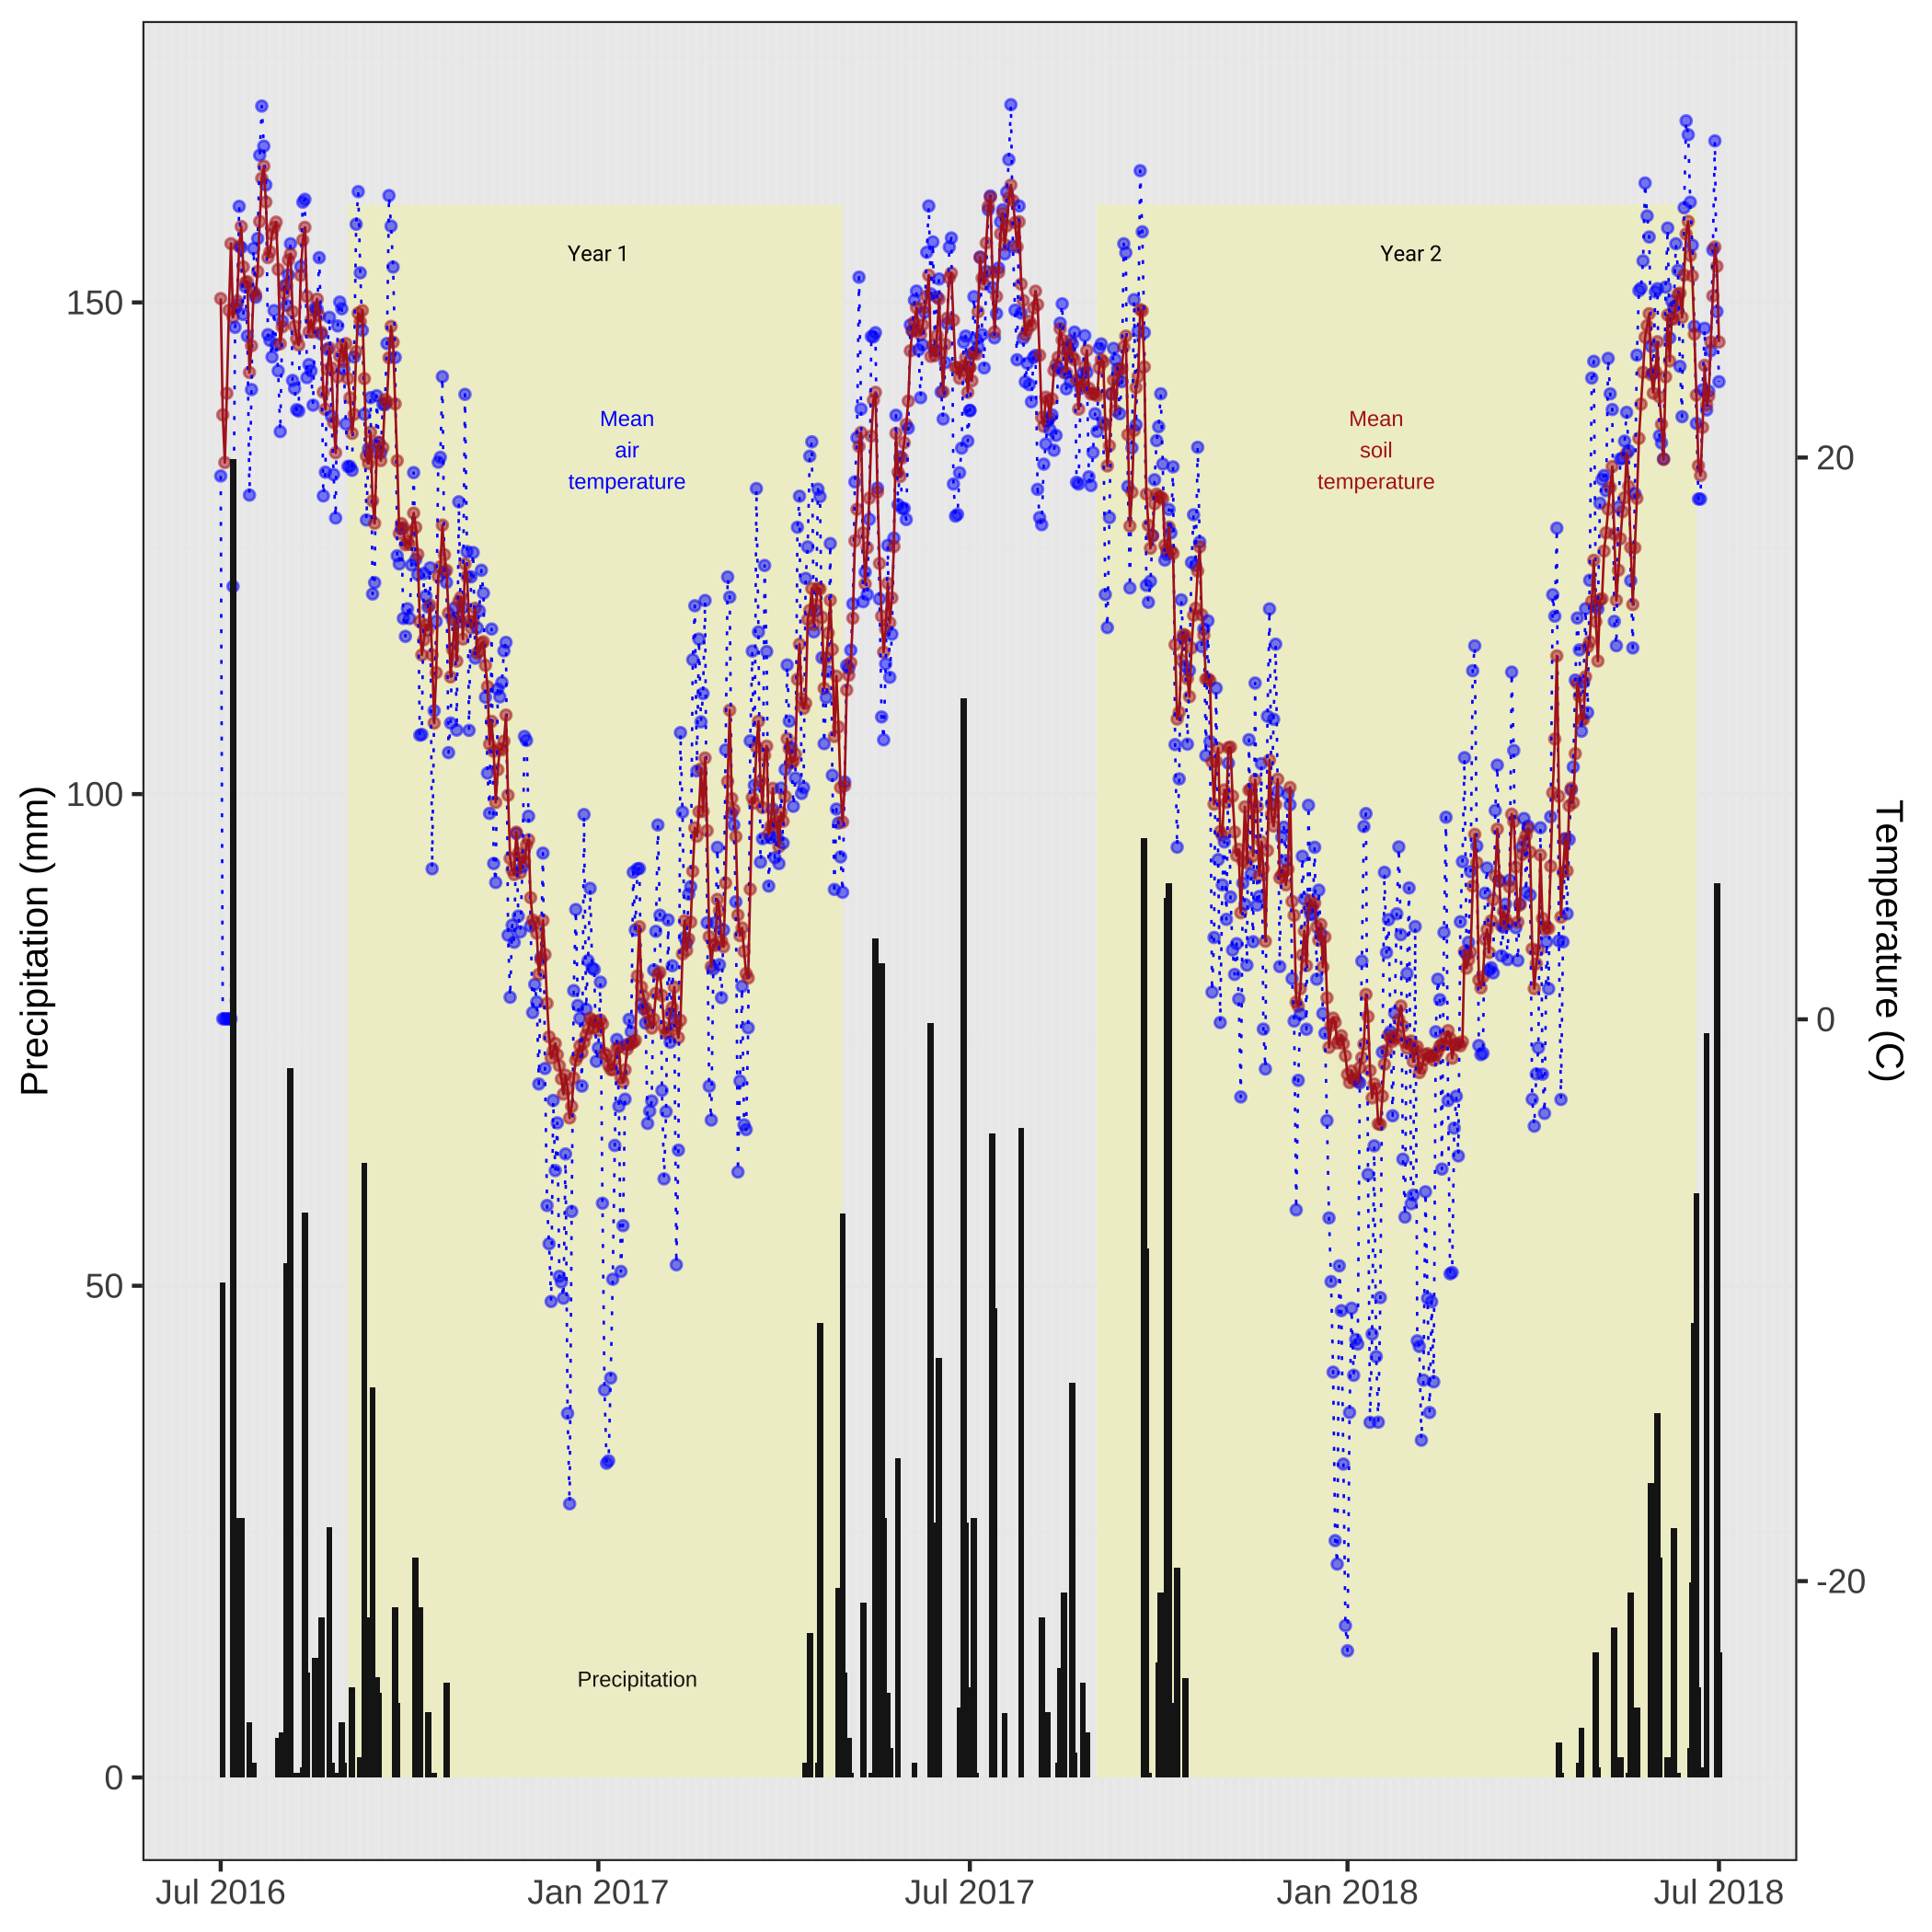 Year 1
Year 2
Mean
air
temperature
Mean
soil
temperature
Precipitation
Precipitation (mm)
150
100
50
0
Temperature (C)
20
0
-20
Jul 2016
Jan 2017
Jul 2017
Jan 2018
Jul 2018